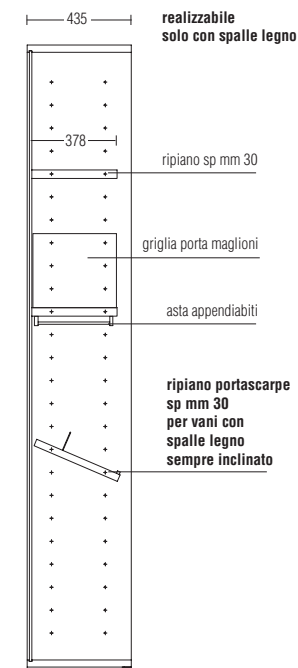 435
realizzabile
solo con spalle legno
378
ripiano sp mm 30
griglia porta maglioni
asta appendiabiti
ripiano portascarpe
sp mm 30
per vani con
spalle legno
sempre inclinato